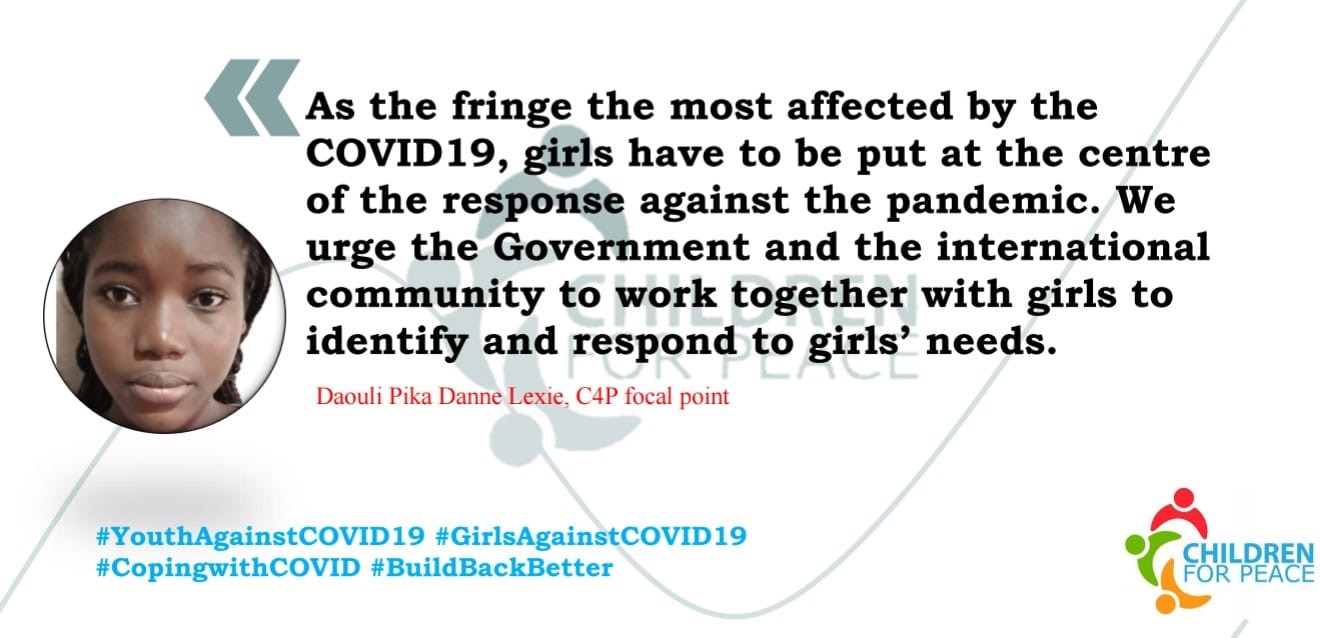 As the fringe the most affected by the
COVID19, girls have to be put at the centre
of the response against the pandemic. We
urge the Government and the international
community to work together with girls to
identify and respond to girls’ needs.
Daouli Pika Danne Lexie, C4P focal point
CHILDREN
FOR PEACE
#YouthAgainstCOVID19 #GirlsAgainstCOVID19
#CopingwithCOVID #BuildBackBetter
CHILDREN
FOR PEACE